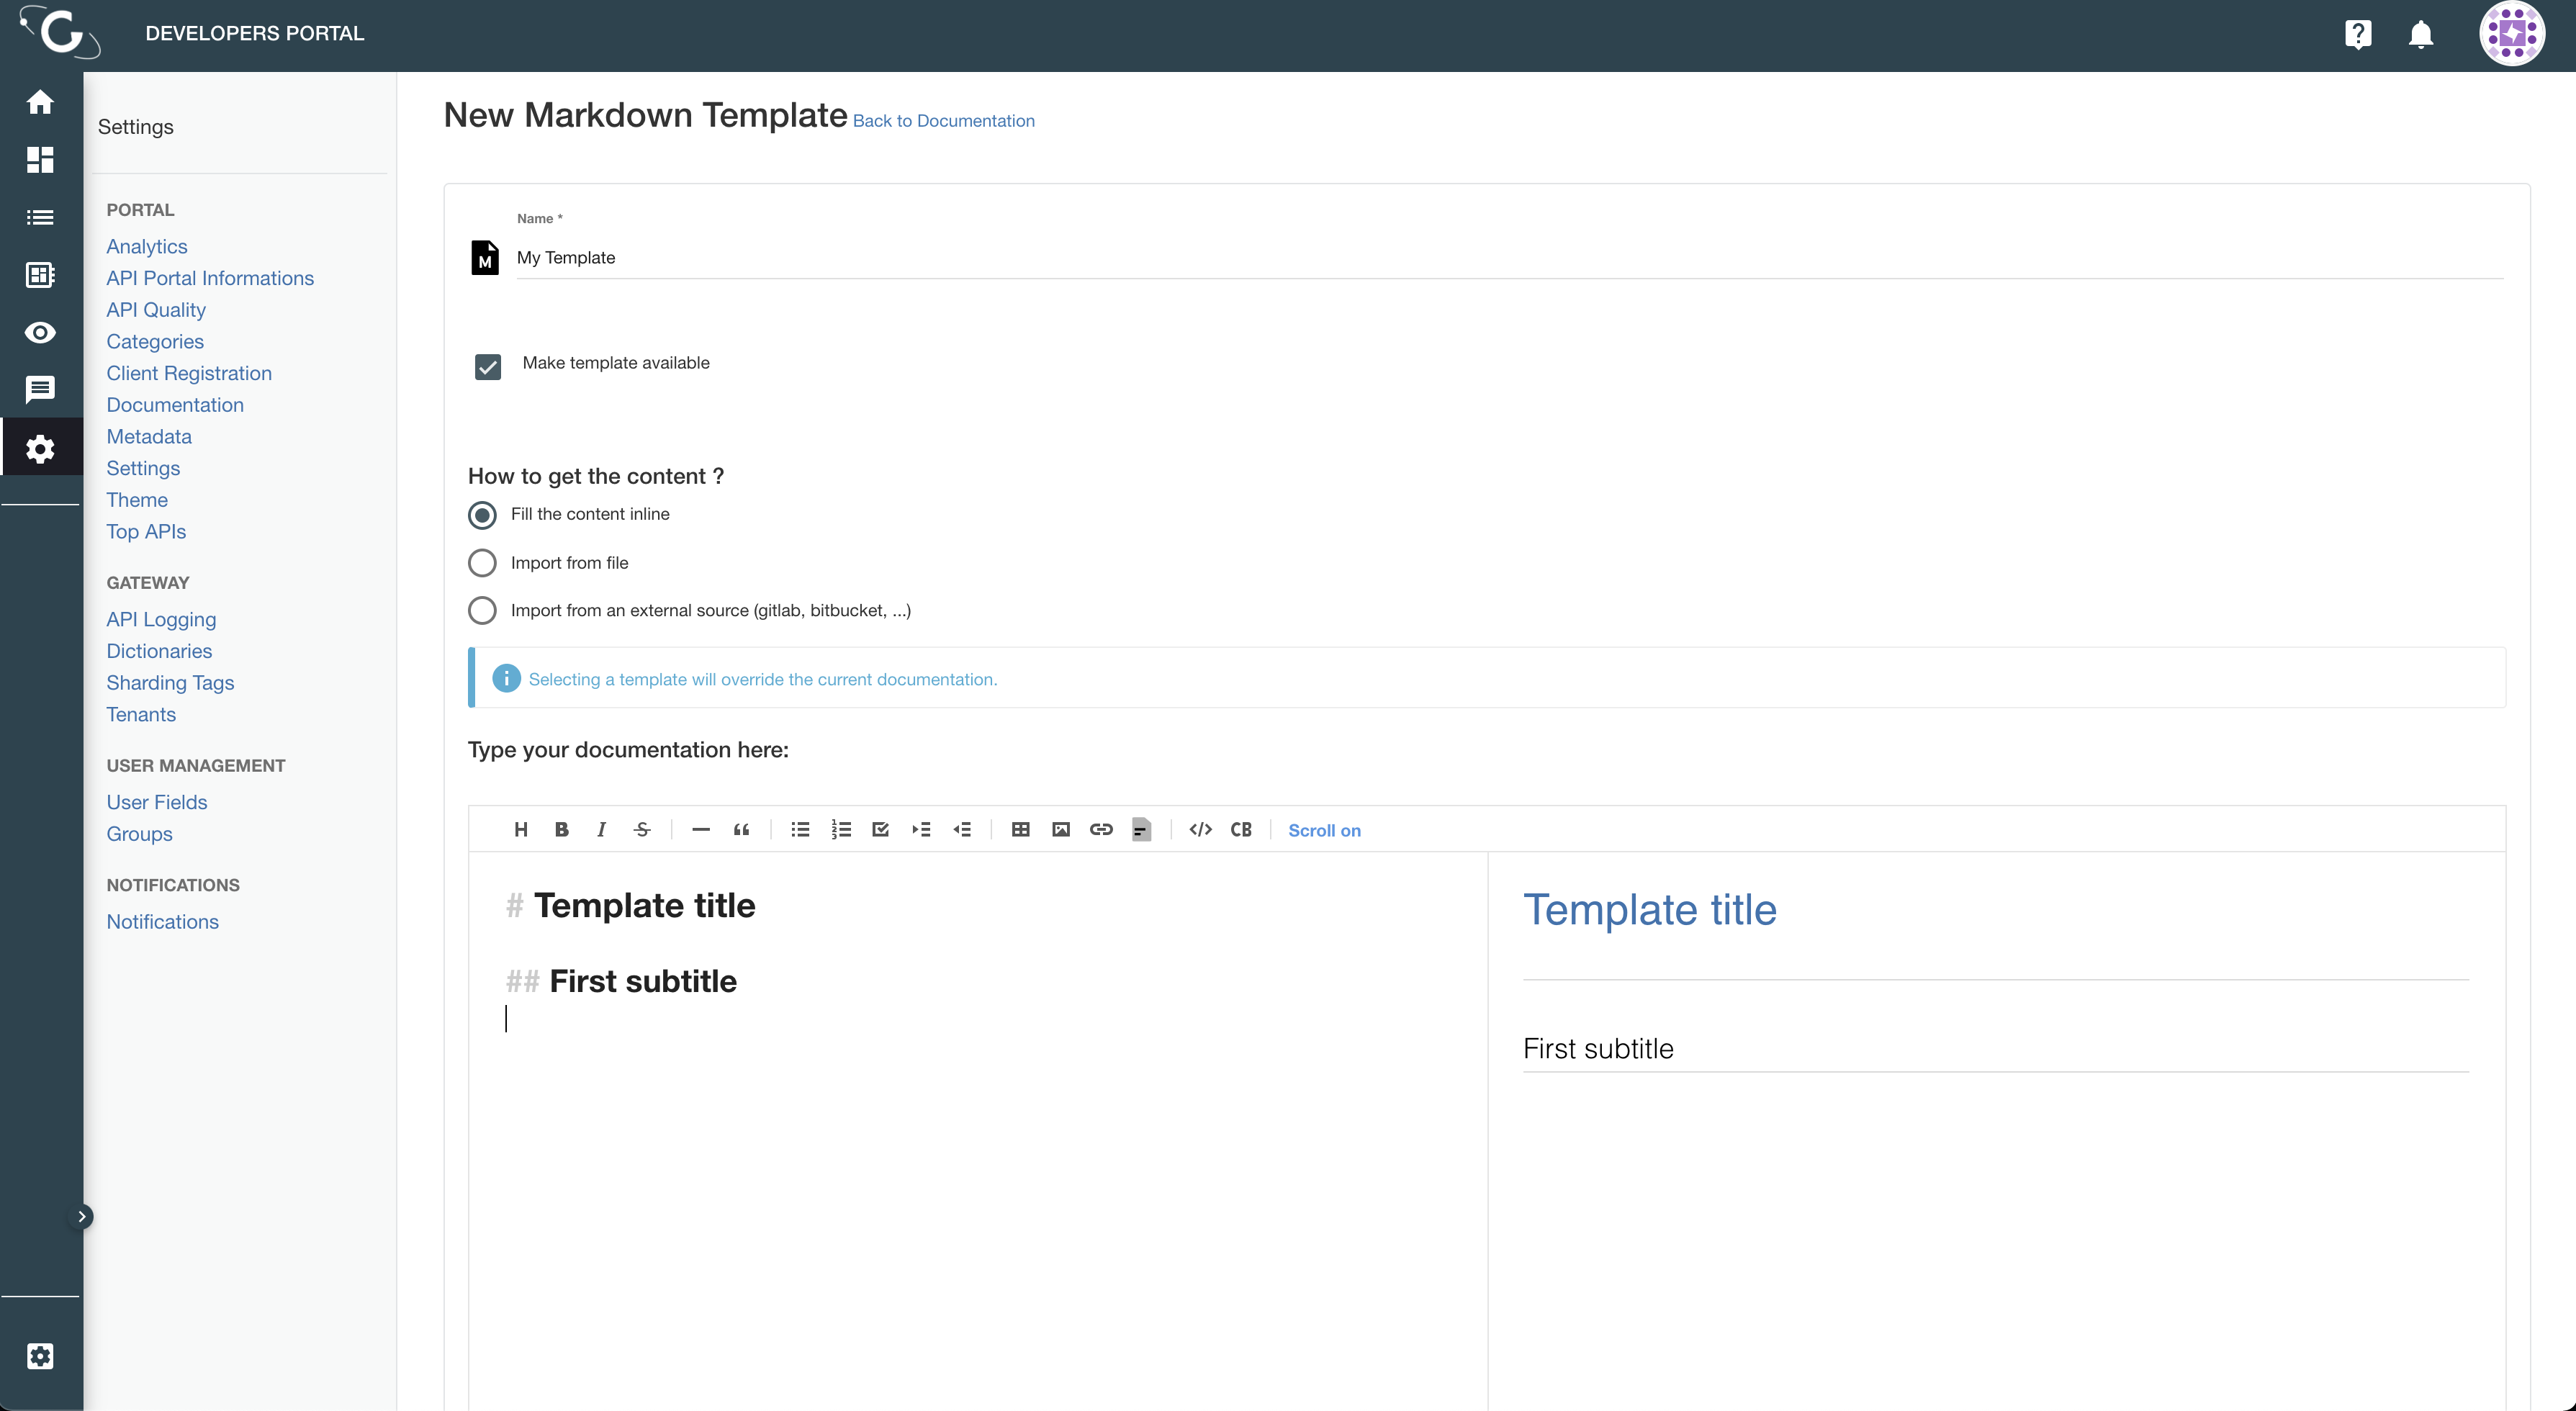 DEVELOPERS PORTAL
Settings
PORTAL
Analytics
API Portal Informations
API Quality
Categories
Client Registration
Documentation
Metadata
Settings
Theme
Top APIs
GATEWAY
API Logging
Dictionaries
Sharding Tags
Tenants
USER MANAGEMENT
User Fields
Groups
NOTIFICATIONS
Notifications
New Markdown Template Back to Documentation
Name *
M
My Template
Make template available
How to get the content ?
Fill the content inline
Import from file
Import from an external source (gitlab, bitbucket, ...)
Selecting a template will override the current documentation.
Type your documentation here:
H B I S “ </> CB Scroll on
# Template title
## First subtitle
Template title
First subtitle